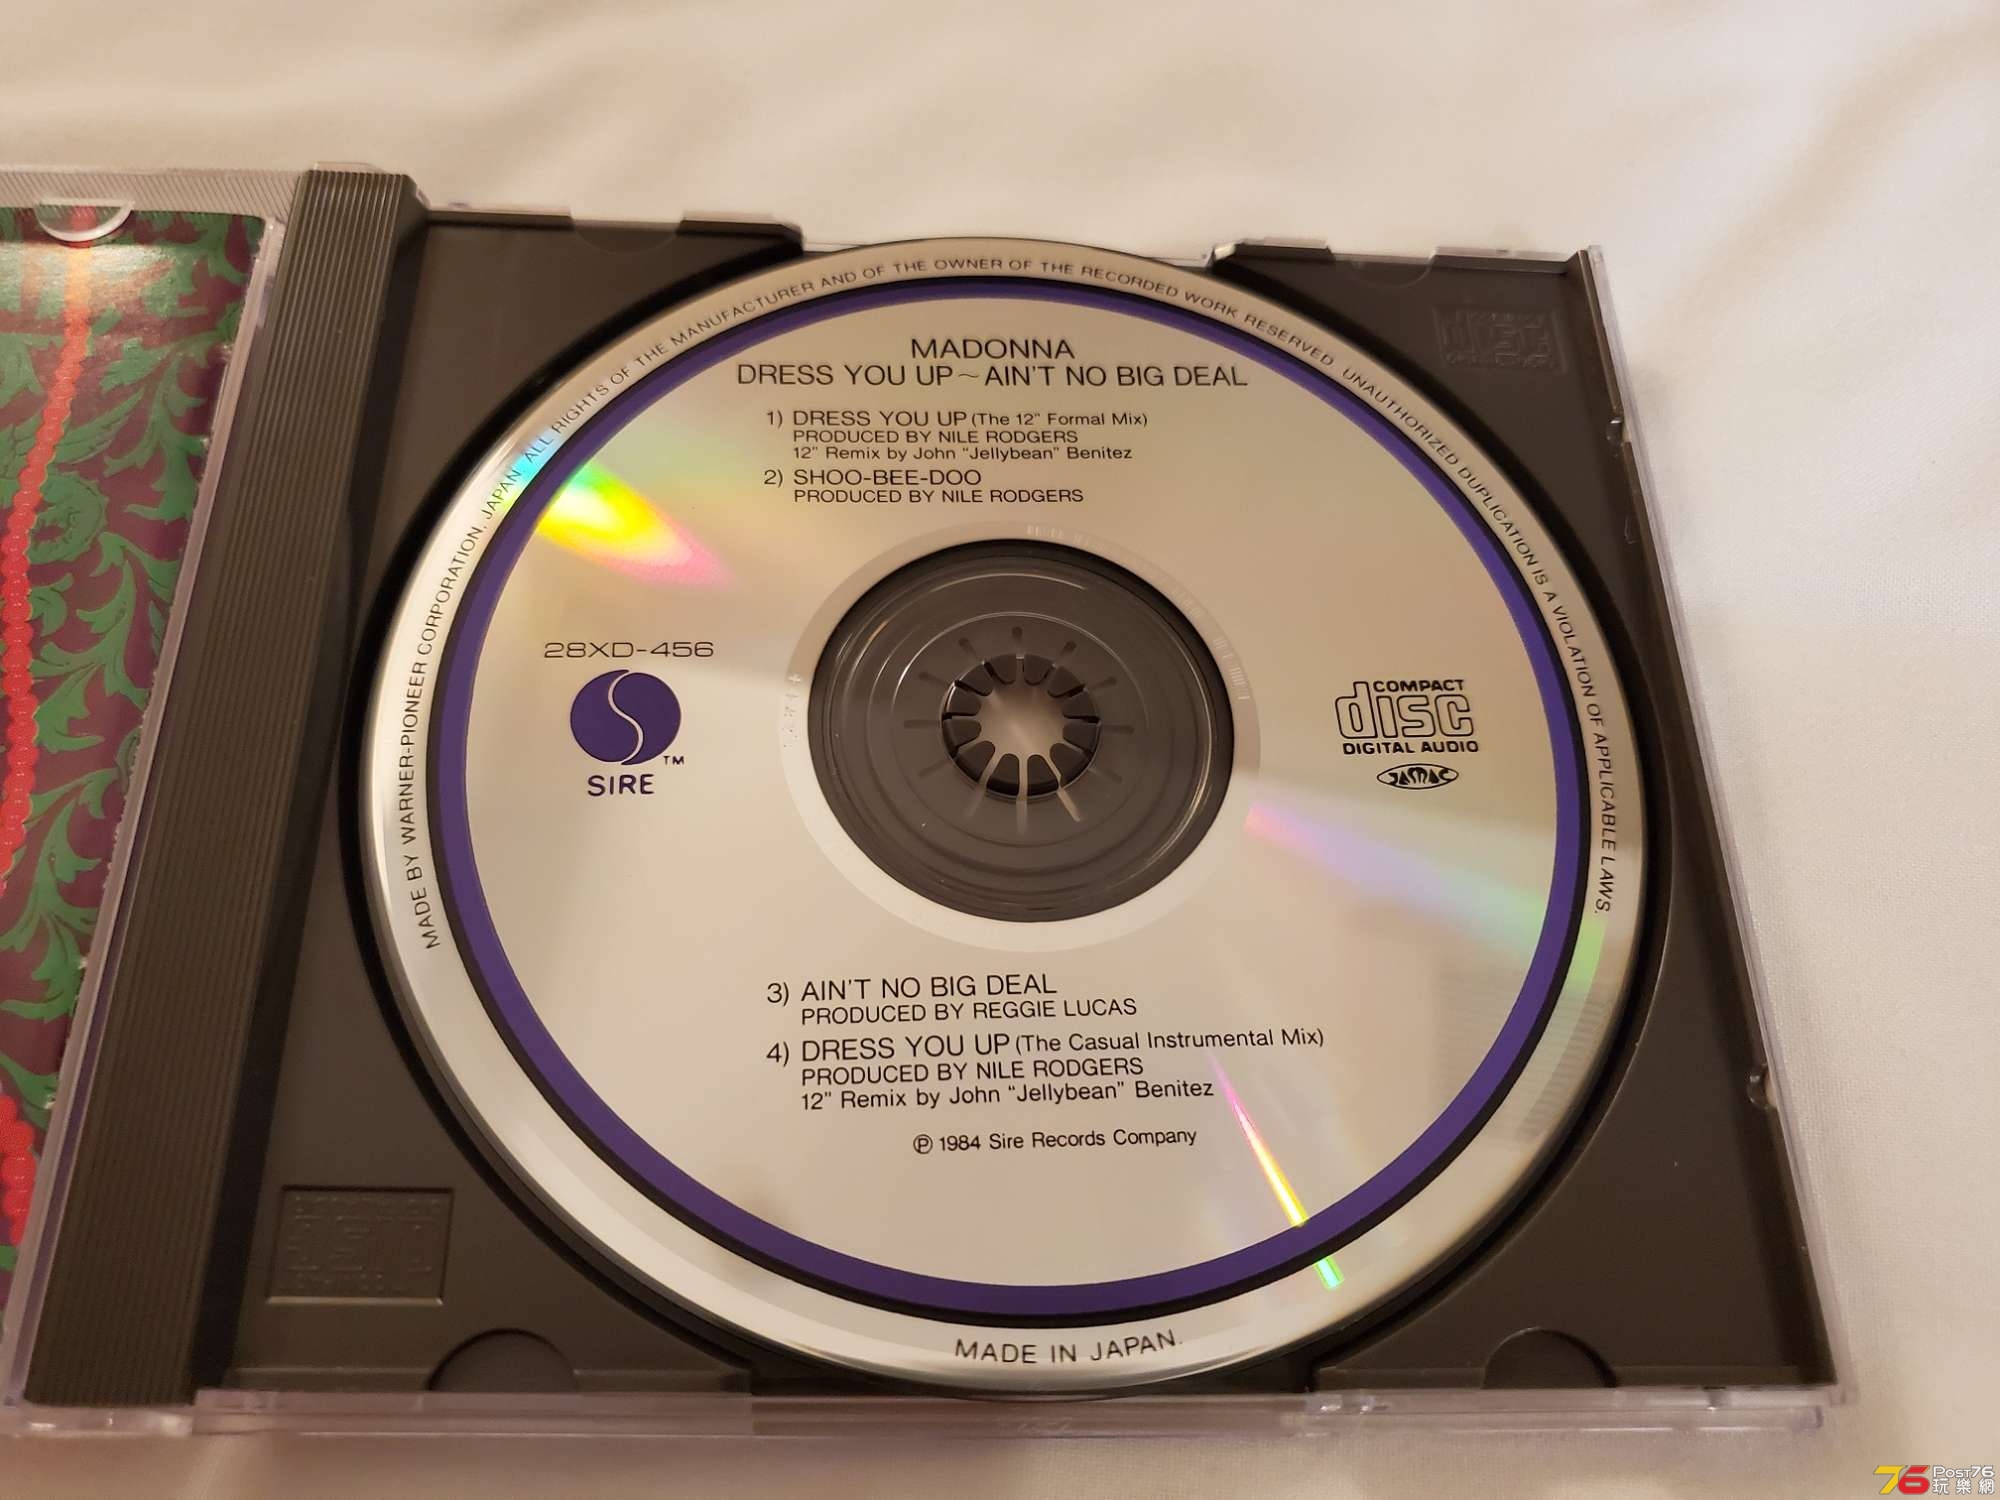 MADONNA
DRESS YOU UP~AIN'T NO BIG DEAL
1) DRESS YOU UP (The 12" Formal Mix)
PRODUCED BY NILE RODGERS
12" Remix by John "Jellybean" Benitez
2) SHOO-BEE-DOO
PRODUCED BY NILE RODGERS
28XD-456
SIRE
TM
COMPACT
disc
DIGITAL AUDIO
JASRAC
3) AIN'T NO BIG DEAL
PRODUCED BY REGGIE LUCAS
4) DRESS YOU UP (The Casual Instrumental Mix)
PRODUCED BY NILE RODGERS
12" Remix by John "Jellybean" Benitez
℗ 1984 Sire Records Company
MADE BY WARNER-PIONEER CORPORATION, JAPAN. ALL RIGHTS OF THE MANUFACTURER AND OF THE OWNER OF THE RECORDED WORK RESERVED. UNAUTHORIZED DUPLICATION IS A VIOLATION OF APPLICABLE LAWS.
MADE IN JAPAN.
76 Post76
玩樂網